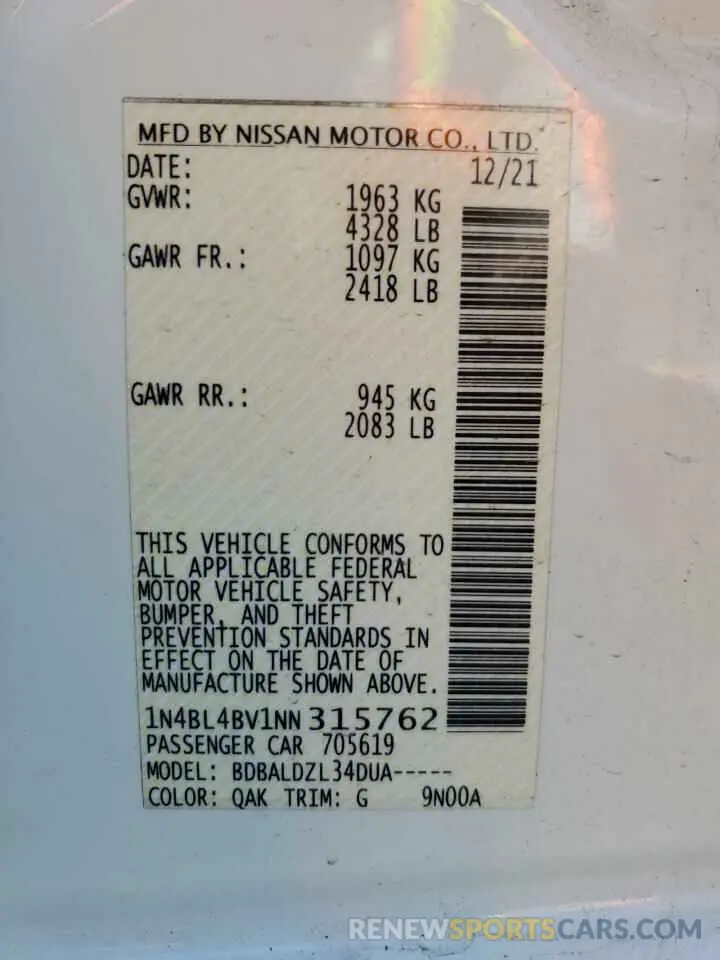 MFD BY NISSAN MOTOR CO., LTD.
DATE: 12/21
GVWR: 1963 KG
4328 LB
GAWR FR.: 1097 KG
2418 LB
GAWR RR.: 945 KG
2083 LB
THIS VEHICLE CONFORMS TO
ALL APPLICABLE FEDERAL
MOTOR VEHICLE SAFETY,
BUMPER, AND THEFT
PREVENTION STANDARDS IN
EFFECT ON THE DATE OF
MANUFACTURE SHOWN ABOVE.
1N4BL4BV1NN315762
PASSENGER CAR 705619
MODEL: BDBALDZL34DUA-----
COLOR: QAK TRIM: G 9N00A
RENEWSPORTSCARS.COM